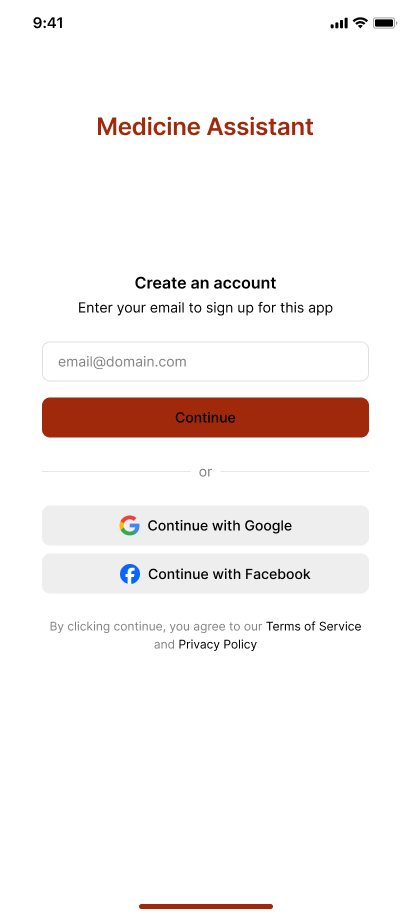 9:41
Medicine Assistant
Create an account
Enter your email to sign up for this app
email@domain.com
Continue
or
Continue with Google
Continue with Facebook
By clicking continue, you agree to our Terms of Service
and Privacy Policy